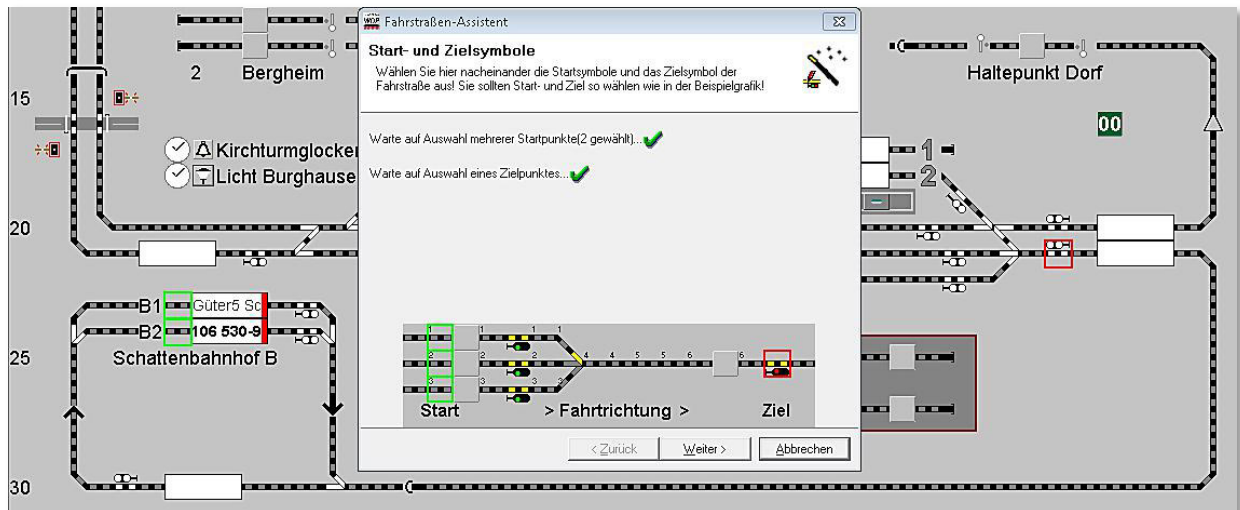 Fahrstraßen-Assistent
Start- und Zielsymbole
Wählen Sie hier nacheinander die Startsymbole und das Zielsymbol der
Fahrstraße aus! Sie sollten Start- und Ziel so wählen wie in der Beispielgrafik!
2 Bergheim
Haltepunkt Dorf
15
00
Warte auf Auswahl mehrerer Startpunkte(2 gewählt)...
Kirchturmglocke
1
Warte auf Auswahl eines Zielpunktes...
Licht Burghause
2
20
B1 Güter5 Sc
B2 106 530-9
Schattenbahnhof B
25
1 1 1 1
2 2 2 4 4 5 5 6 6
3 3 3 3
Start > Fahrtrichtung > Ziel
< Zurück Weiter > Abbrechen
30